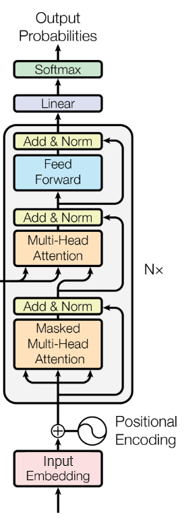 Output
Probabilities
Softmax
Linear
Add & Norm
Feed
Forward
Add & Norm
Multi-Head
Attention
N×
Add & Norm
Masked
Multi-Head
Attention
Positional
Encoding
Input
Embedding